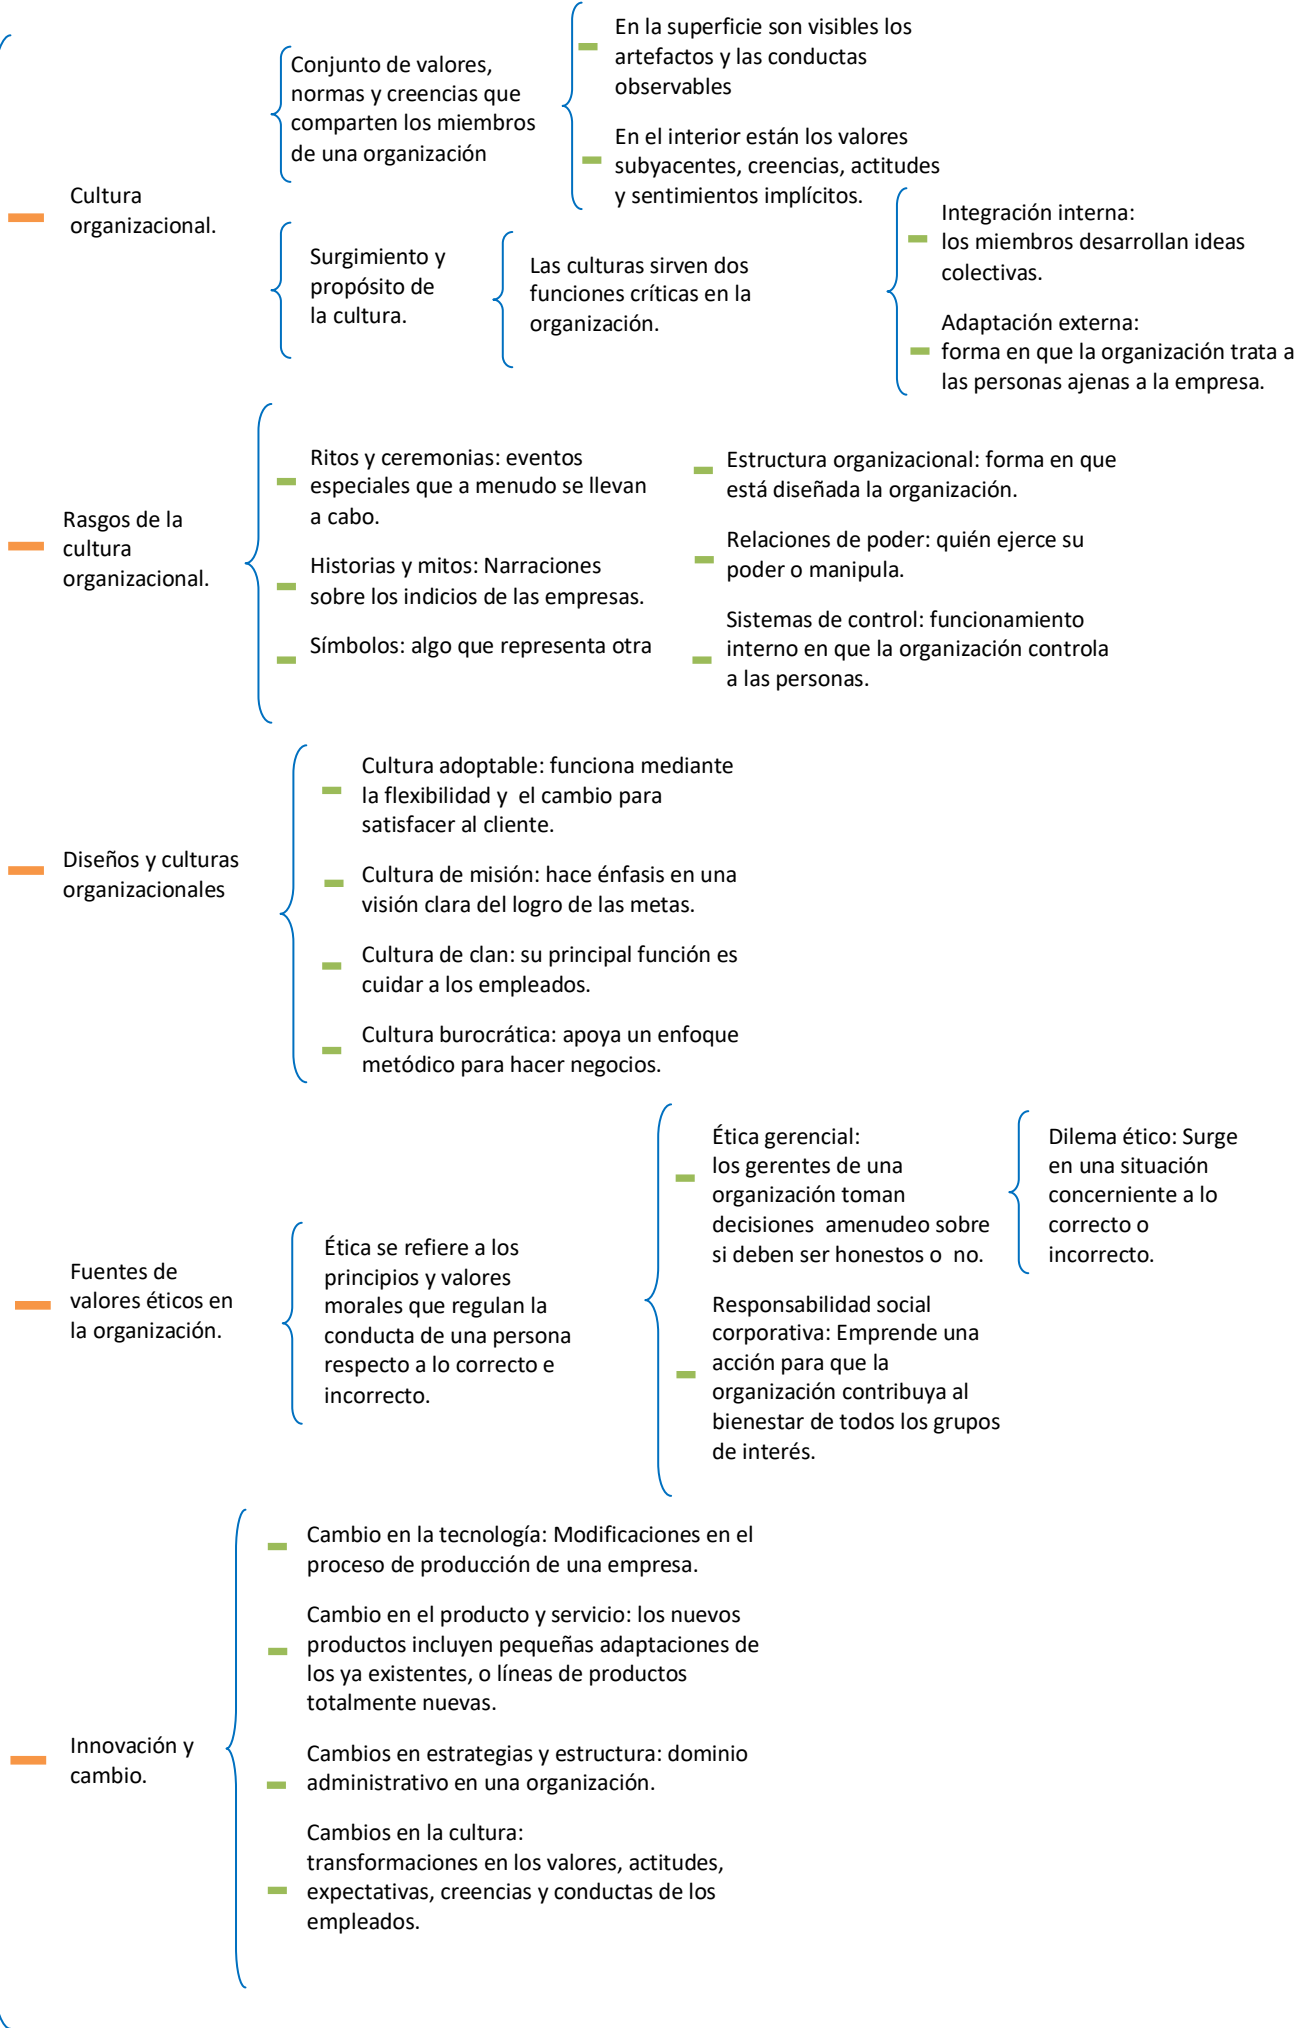 Cultura
organizacional.
Conjunto de valores,
normas y creencias que
comparten los miembros
de una organización
En la superficie son visibles los
artefactos y las conductas
observables
En el interior están los valores
subyacentes, creencias, actitudes
y sentimientos implícitos.
Surgimiento y
propósito de
la cultura.
Las culturas sirven dos
funciones críticas en la
organización.
Integración interna:
los miembros desarrollan ideas
colectivas.
Adaptación externa:
forma en que la organización trata a
las personas ajenas a la empresa.
Rasgos de la
cultura
organizacional.
Ritos y ceremonias: eventos
especiales que a menudo se llevan
a cabo.
Historias y mitos: Narraciones
sobre los indicios de las empresas.
Símbolos: algo que representa otra
Estructura organizacional: forma en que
está diseñada la organización.
Relaciones de poder: quién ejerce su
poder o manipula.
Sistemas de control: funcionamiento
interno en que la organización controla
a las personas.
Diseños y culturas
organizacionales
Cultura adoptable: funciona mediante
la flexibilidad y  el cambio para
satisfacer al cliente.
Cultura de misión: hace énfasis en una
visión clara del logro de las metas.
Cultura de clan: su principal función es
cuidar a los empleados.
Cultura burocrática: apoya un enfoque
metódico para hacer negocios.
Fuentes de
valores éticos en
la organización.
Ética se refiere a los
principios y valores
morales que regulan la
conducta de una persona
respecto a lo correcto e
incorrecto.
Ética gerencial:
los gerentes de una
organización toman
decisiones  amenudeo sobre
si deben ser honestos o  no.
Dilema ético: Surge
en una situación
concerniente a lo
correcto o
incorrecto.
Responsabilidad social
corporativa: Emprende una
acción para que la
organización contribuya al
bienestar de todos los grupos
de interés.
Innovación y
cambio.
Cambio en la tecnología: Modificaciones en el
proceso de producción de una empresa.
Cambio en el producto y servicio: los nuevos
productos incluyen pequeñas adaptaciones de
los ya existentes, o líneas de productos
totalmente nuevas.
Cambios en estrategias y estructura: dominio
administrativo en una organización.
Cambios en la cultura:
transformaciones en los valores, actitudes,
expectativas, creencias y conductas de los
empleados.